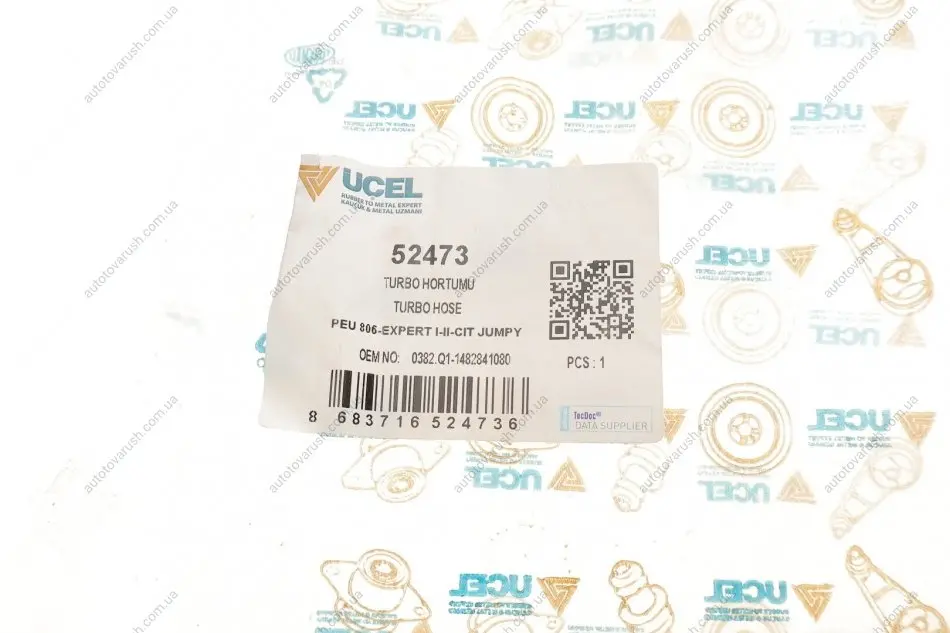 UCEL
RUBBER TO METAL EXPERT
KAUÇUK & METAL UZMANI
52473
TURBO HORTUMU
TURBO HOSE
PEU 806-EXPERT I-II-CIT JUMPY
OEM NO: 0382.Q1-1482841080
PCS : 1
8 683716 524736
TecDoc®
DATA SUPPLIER
autotovarush.com.ua